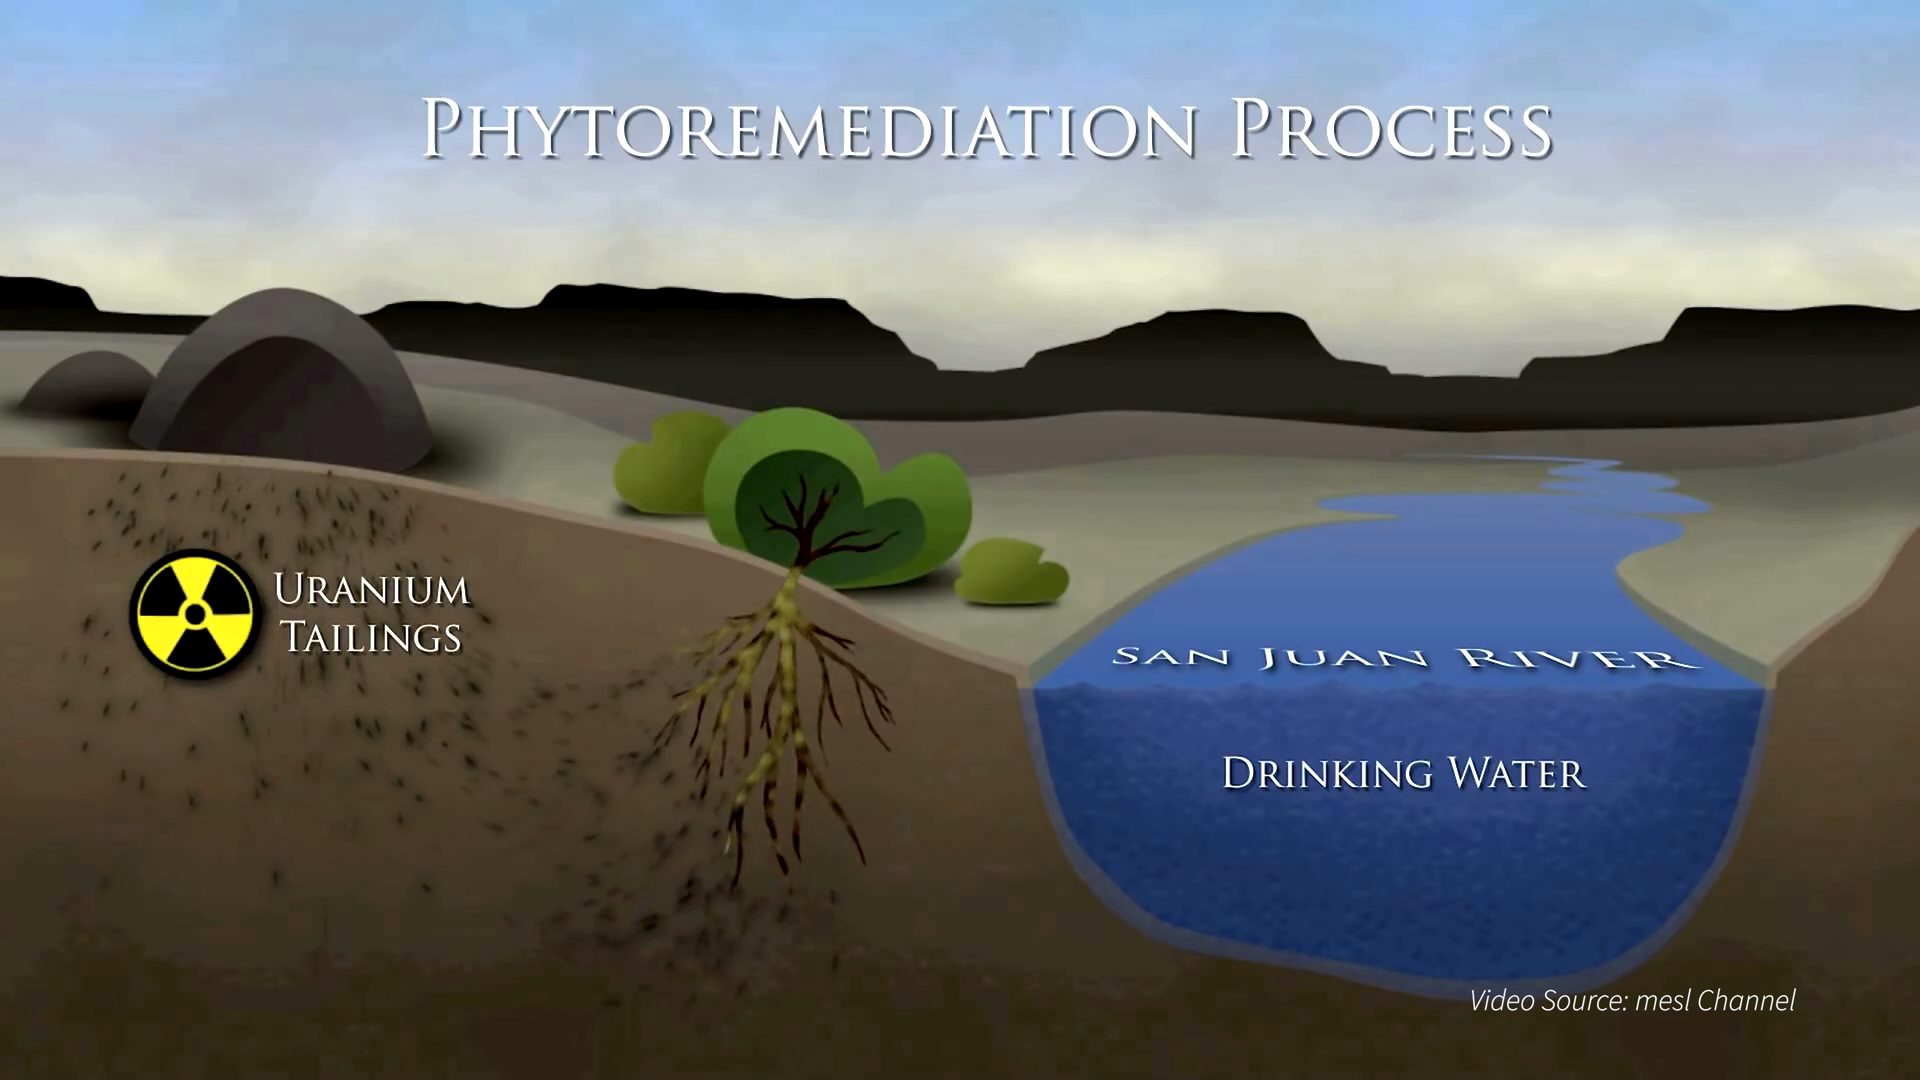 PHYTOREMEDIATION PROCESS
URANIUM
TAILINGS
SAN JUAN RIVER
DRINKING WATER
Video Source: mesl Channel